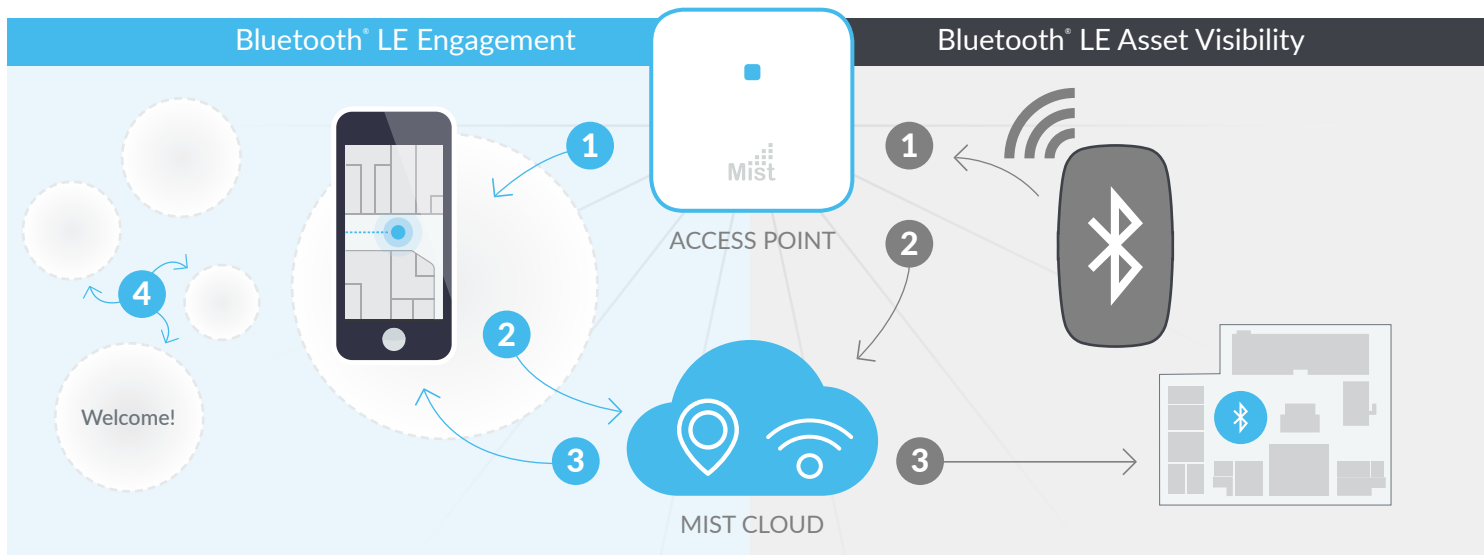 Bluetooth® LE Engagement
Bluetooth® LE Asset Visibility
Mist
ACCESS POINT
1
2
3
4
Welcome!
1
2
3
MIST CLOUD